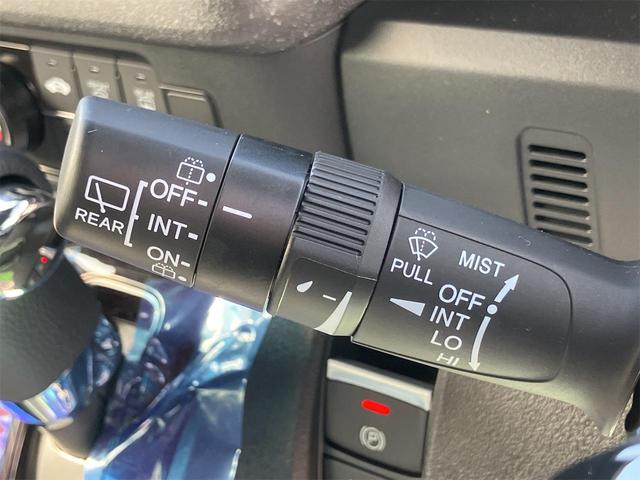 OFF
INT
ON
REAR
PULL
MIST
OFF
INT
LO
HI
P